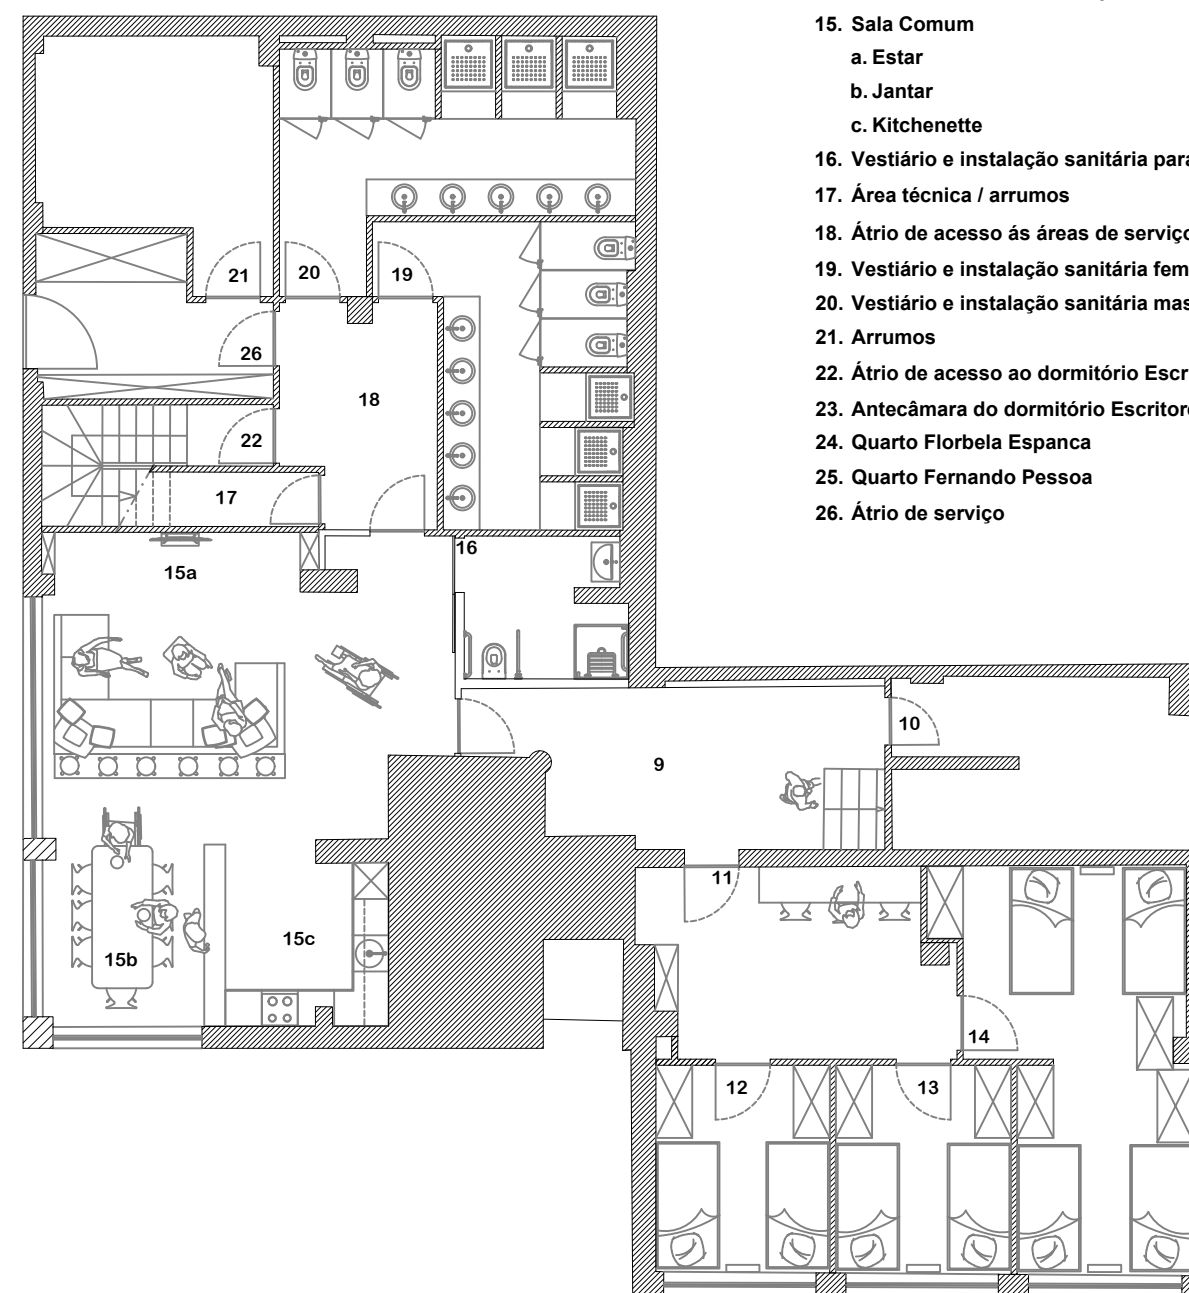 15. Sala Comum
a. Estar
b. Jantar
c. Kitchenette
16. Vestiário e instalação sanitária para
17. Área técnica / arrumos
18. Átrio de acesso ás áreas de serviço
19. Vestiário e instalação sanitária fem
20. Vestiário e instalação sanitária mas
21. Arrumos
22. Átrio de acesso ao dormitório Escr
23. Antecâmara do dormitório Escritor
24. Quarto Florbela Espanca
25. Quarto Fernando Pessoa
26. Átrio de serviço
21
20
19
26
18
22
17
16
15a
10
9
11
15c
15b
14
12
13